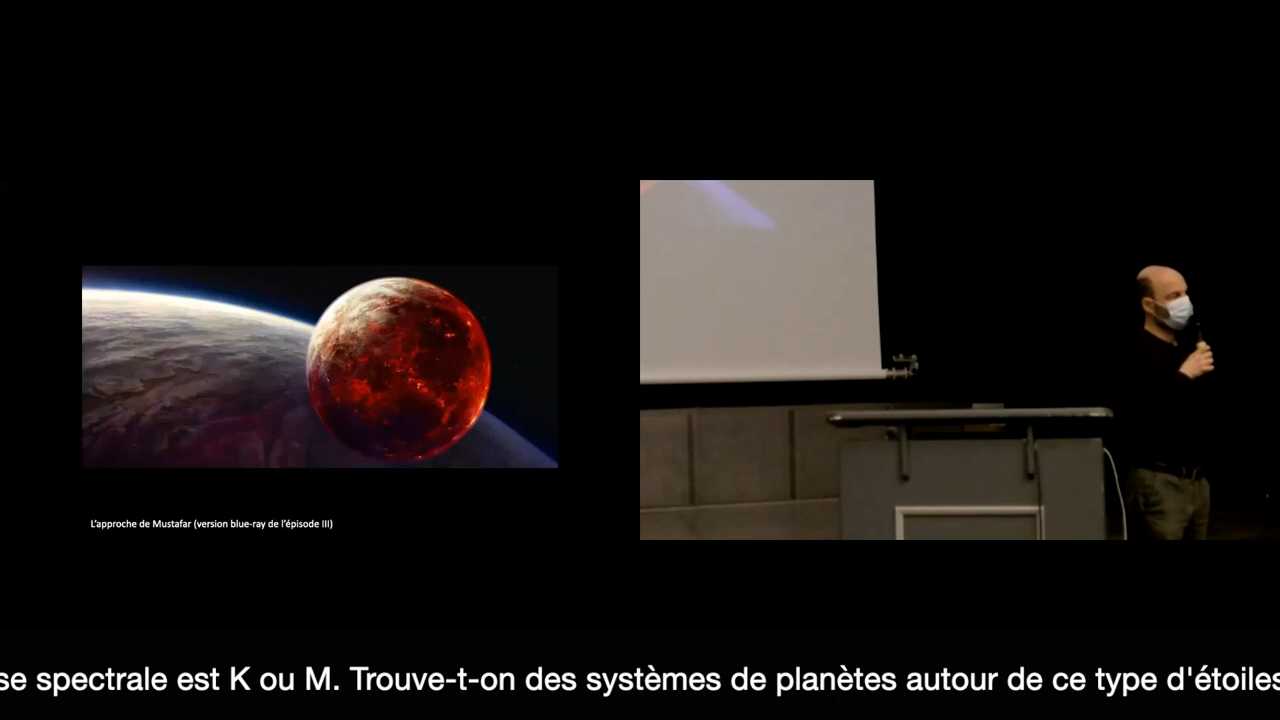 L'approche de Mustafar (version blue-ray de l'épisode III)
se spectrale est K ou M. Trouve-t-on des systèmes de planètes autour de ce type d'étoiles